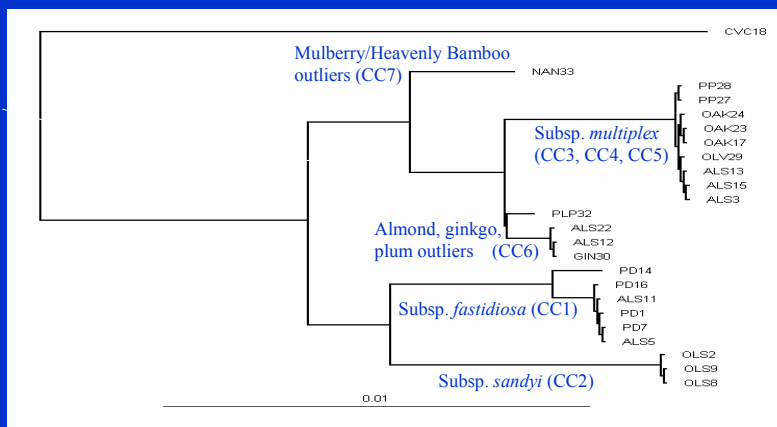 CVC18
Mulberry/Heavenly Bamboo
outliers (CC7)
NAN33
PP28
PP27
OAK24
OAK23
OAK17
OLV29
ALS13
ALS15
ALS3
Subsp. multiplex
(CC3, CC4, CC5)
PLP32
ALS22
ALS12
GIN30
Almond, ginkgo,
plum outliers (CC6)
PD14
PD16
ALS11
PD1
PD7
ALS5
Subsp. fastidiosa (CC1)
OLS2
OLS9
OLS8
Subsp. sandyi (CC2)
0.01